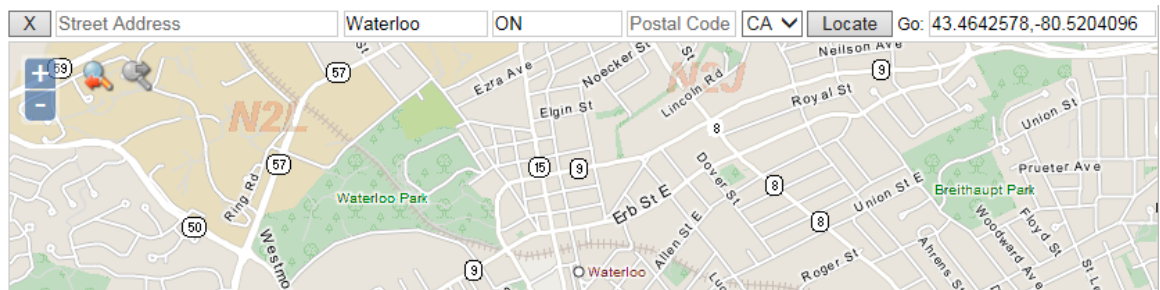 X Street Address Waterloo ON Postal Code CA Locate Go: 43.4642578,-80.5204096
+ 59 57 Ezra Ave Noecker St St Neilson Ave
N2L N2J 9
- Elgin St Lincoln Rd Royal St Union St
8
57 15 9 Dover St Prueter Ave
Ring Rd Waterloo Park 8 Union St E Breithaupt Park
50 Erb St E 8 Woodward Ave Floyd St
Westmo 9 Waterloo Allen St E Roger St Ahrens St St Le